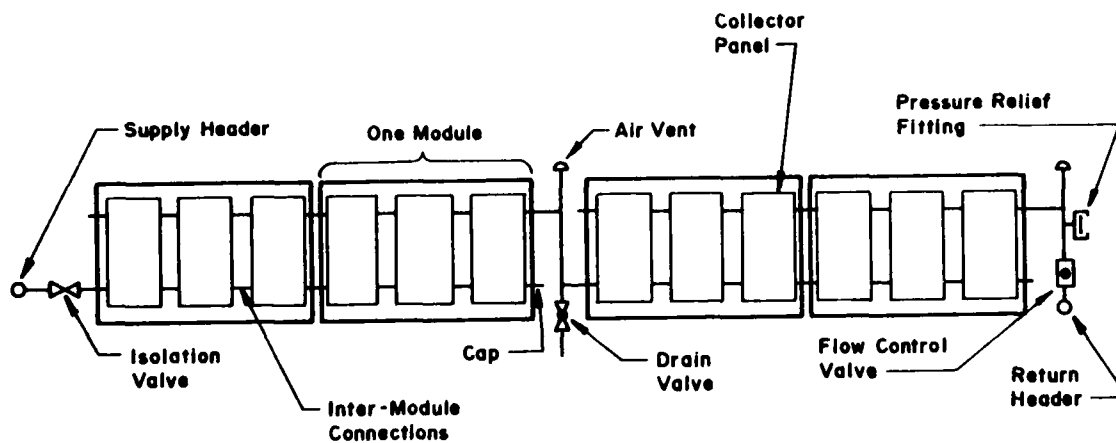 Collector
Panel
Pressure Relief
Fitting
Supply Header
One Module
Air Vent
Isolation
Valve
Cap
Drain
Valve
Flow Control
Valve
Return
Header
Inter-Module
Connections